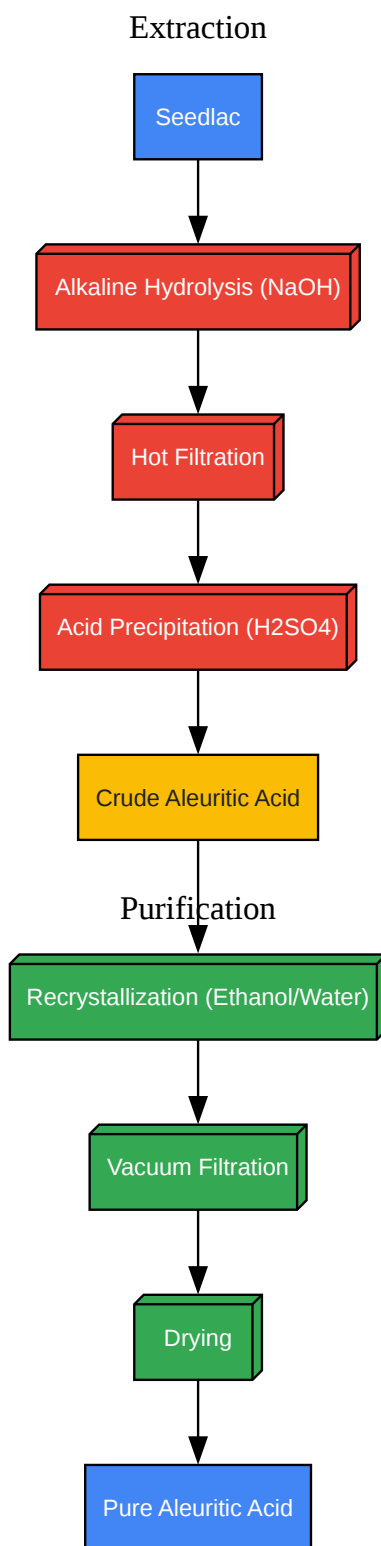 Extraction
Seedlac
Alkaline Hydrolysis (NaOH)
Hot Filtration
Acid Precipitation (H2SO4)
Crude Aleuritic Acid
Purification
Recrystallization (Ethanol/Water)
Vacuum Filtration
Drying
Pure Aleuritic Acid